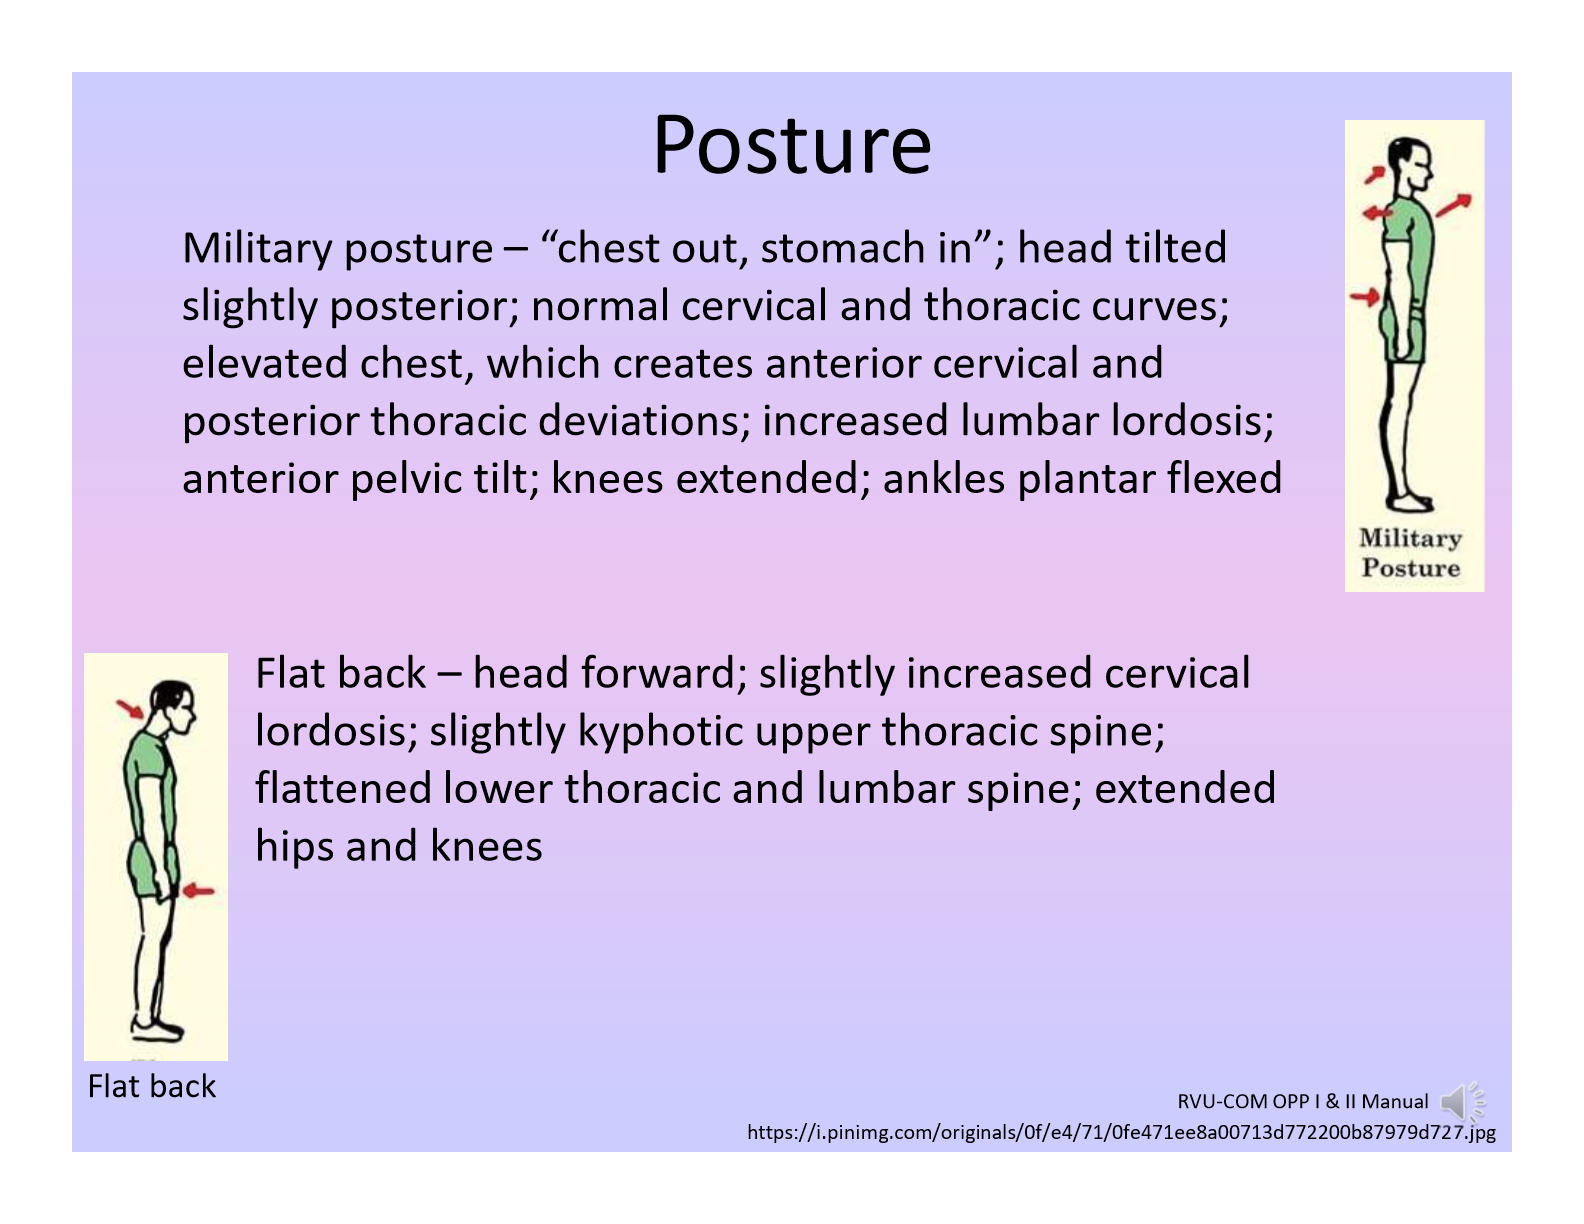 Posture
Military posture – “chest out, stomach in”; head tilted
slightly posterior; normal cervical and thoracic curves;
elevated chest, which creates anterior cervical and
posterior thoracic deviations; increased lumbar lordosis;
anterior pelvic tilt; knees extended; ankles plantar flexed
Military
Posture
Flat back – head forward; slightly increased cervical
lordosis; slightly kyphotic upper thoracic spine;
flattened lower thoracic and lumbar spine; extended
hips and knees
Flat back
RVU-COM OPP I & II Manual
https://i.pinimg.com/originals/0f/e4/71/0fe471ee8a00713d772200b87979d727.jpg